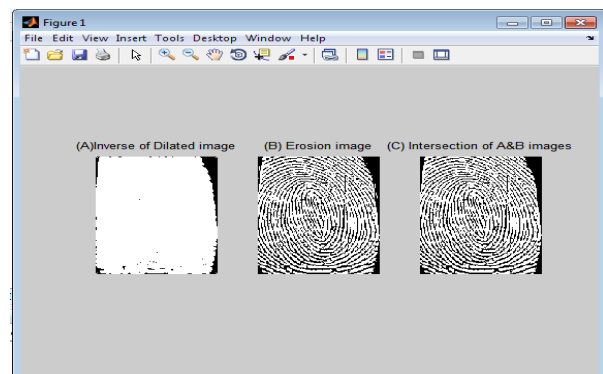 Figure 1
File Edit View Insert Tools Desktop Window Help
(A)Inverse of Dilated image (B) Erosion image (C) Intersection of A&B images